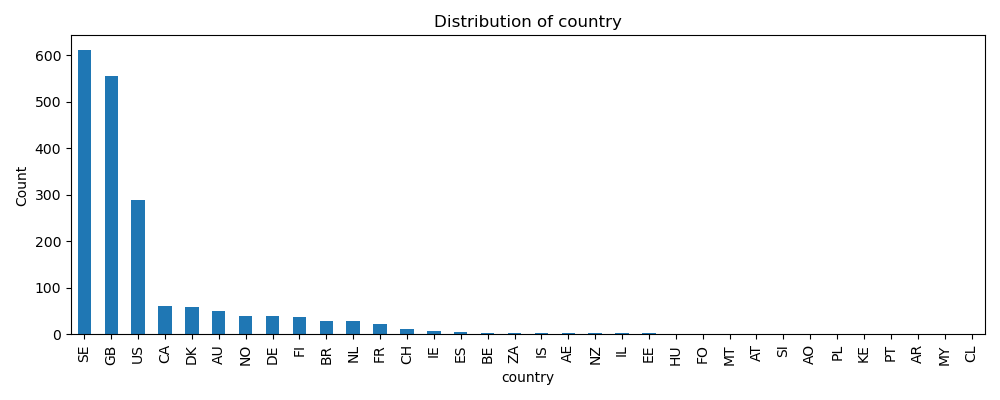 Distribution of country
600
500
400
300
200
100
0
Count
SE GB US CA DK AU NO DE FI BR NL FR CH IE ES BE ZA IS AE NZ IL EE HU FO MT AT SI AO PL KE PT AR MY CL
country